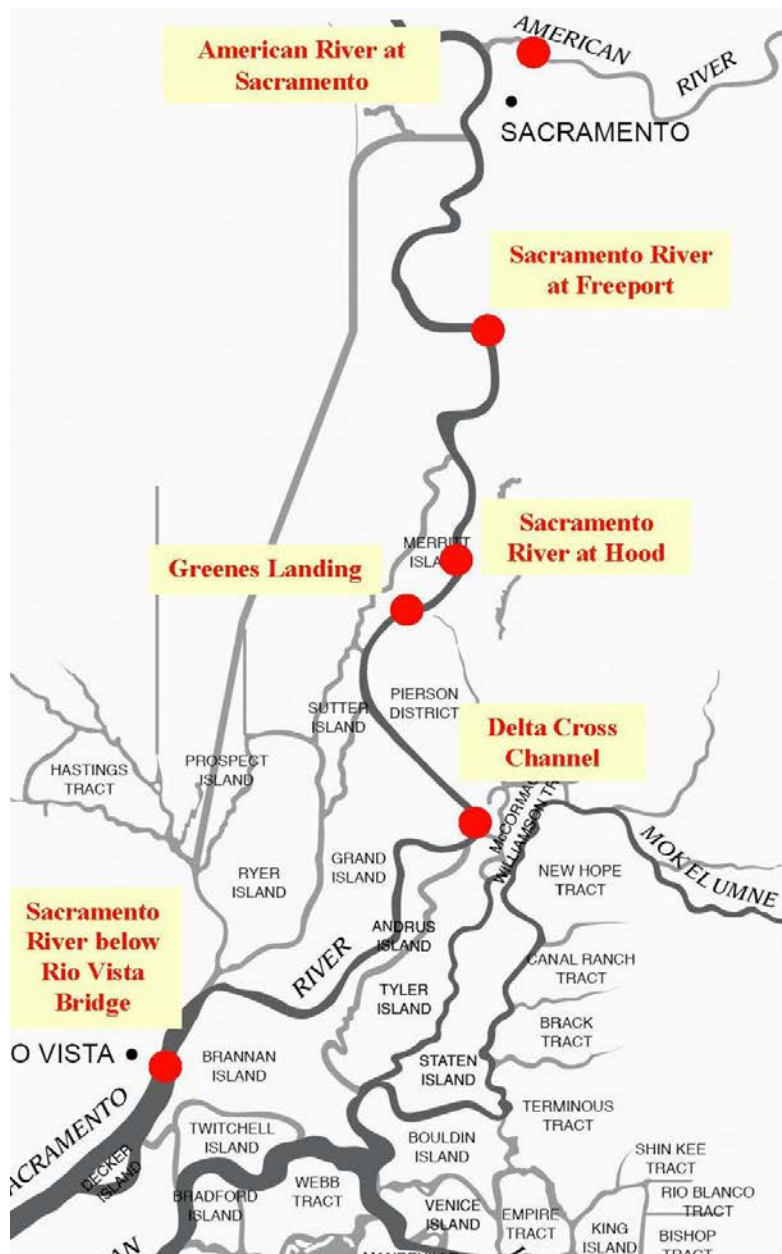 American River at
Sacramento
AMERICAN
RIVER
SACRAMENTO
Sacramento River
at Freeport
Sacramento
River at Hood
MERRITT
Greenes Landing
PIERSON
DISTRICT
SUTTER
ISLAND
Delta Cross
Channel
HASTINGS
TRACT
PROSPECT
ISLAND
WILLIAMSON
MOKELUMNE
GRAND
ISLAND
RYER
ISLAND
NEW HOPE
TRACT
Sacramento
River below
Rio Vista
Bridge
RIVER
ANDRUS
ISLAND
CANAL RANCH
TRACT
TYLER
ISLAND
BRACK
TRACT
O VISTA
BRANNAN
ISLAND
STATEN
ISLAND
TERMINOUS
TRACT
ACRAMENTO
DECKER
ISLAND
TWITCHELL
ISLAND
BOULDIN
ISLAND
SHIN KEE
TRACT
BRADFORD
ISLAND
WEBB
TRACT
VENICE
ISLAND
EMPIRE
TRACT
RIO BLANCO
TRACT
KING
ISLAND
BISHOP
TRACT